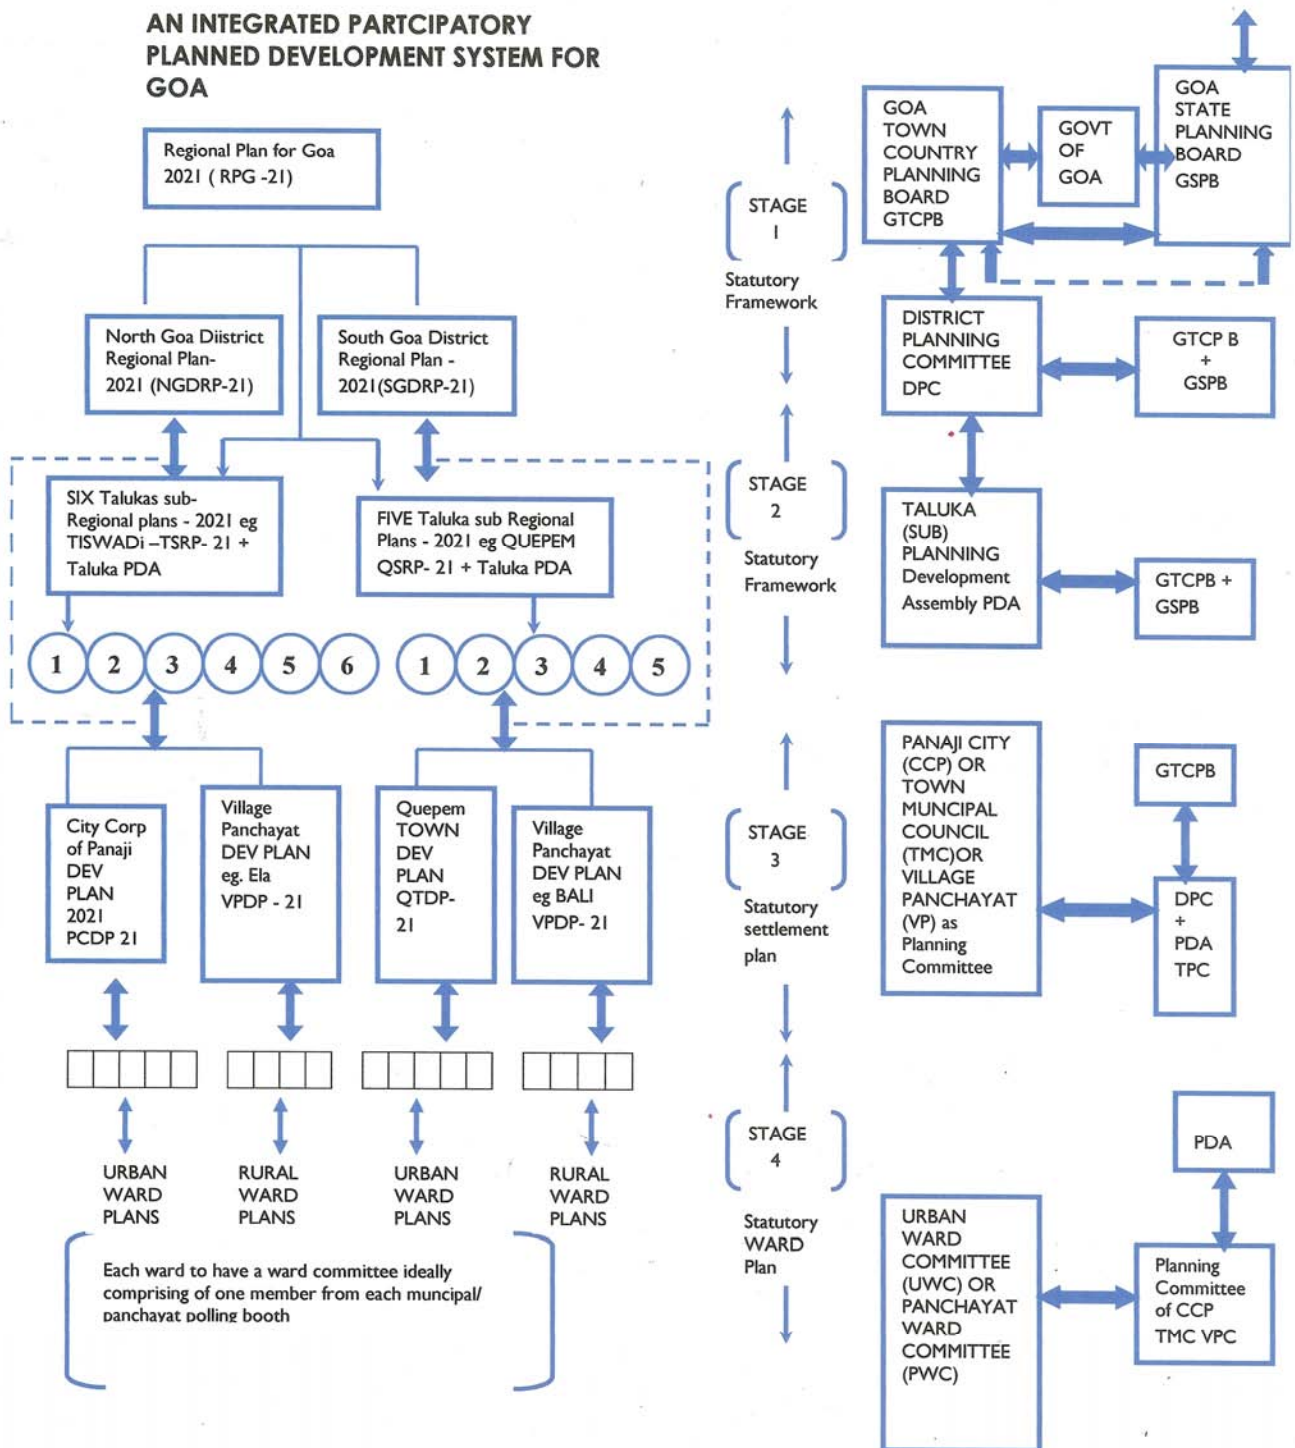 AN INTEGRATED PARTCIPATORY
PLANNED DEVELOPMENT SYSTEM FOR
GOA
Regional Plan for Goa
2021 ( RPG -21)
North Goa Diistrict
Regional Plan-
2021 (NGDRP-21)
South Goa District
Regional Plan -
2021(SGDRP-21)
SIX Talukas sub-
Regional plans - 2021 eg
TISWADi –TSRP- 21 +
Taluka PDA
FIVE Taluka sub Regional
Plans - 2021 eg QUEPEM
QSRP- 21 + Taluka PDA
1 2 3 4 5 6
1 2 3 4 5
City Corp
of Panaji
DEV
PLAN
2021
PCDP 21
Village
Panchayat
DEV PLAN
eg. Ela
VPDP - 21
Quepem
TOWN
DEV
PLAN
QTDP-
21
Village
Panchayat
DEV PLAN
eg BALI
VPDP- 21
URBAN
WARD
PLANS
RURAL
WARD
PLANS
URBAN
WARD
PLANS
RURAL
WARD
PLANS
Each ward to have a ward committee ideally
comprising of one member from each muncipal/
panchayat polling booth
STAGE
1
Statutory
Framework
STAGE
2
Statutory
Framework
STAGE
3
Statutory
settlement
plan
STAGE
4
Statutory
WARD
Plan
GOA
TOWN
COUNTRY
PLANNING
BOARD
GTCPB
GOVT
OF
GOA
GOA
STATE
PLANNING
BOARD
GSPB
DISTRICT
PLANNING
COMMITTEE
DPC
GTCP B
+
GSPB
TALUKA
(SUB)
PLANNING
Development
Assembly PDA
GTCPB +
GSPB
PANAJI CITY
(CCP) OR
TOWN
MUNCIPAL
COUNCIL
(TMC)OR
VILLAGE
PANCHAYAT
(VP) as
Planning
Committee
GTCPB
DPC
+
PDA
TPC
PDA
URBAN
WARD
COMMITTEE
(UWC) OR
PANCHAYAT
WARD
COMMITTEE
(PWC)
Planning
Committee
of CCP
TMC VPC